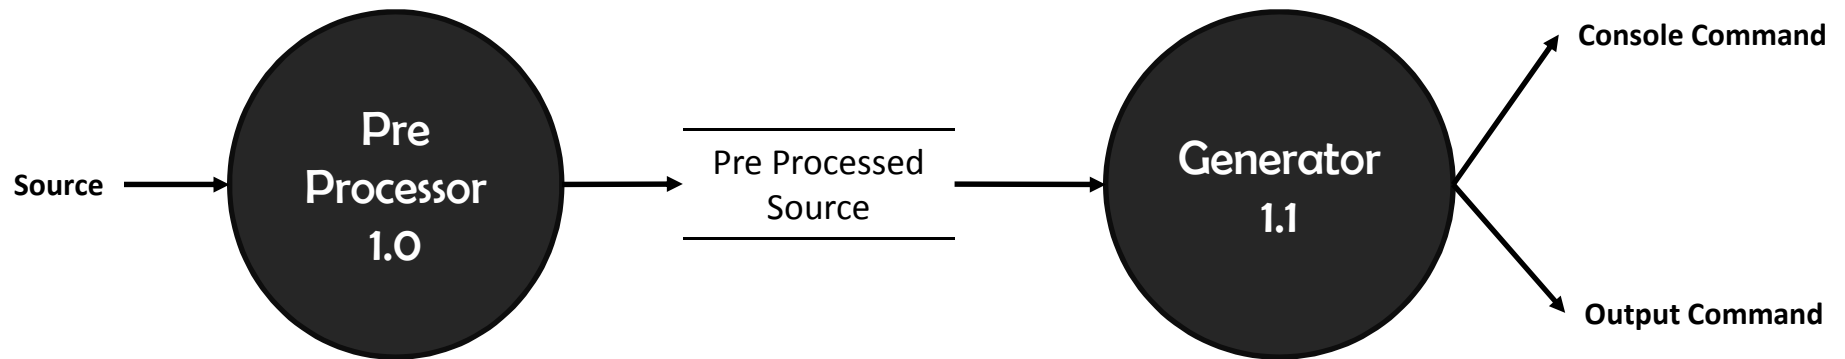 Source
Pre
Processor
1.0
Pre Processed
Source
Generator
1.1
Console Command
Output Command